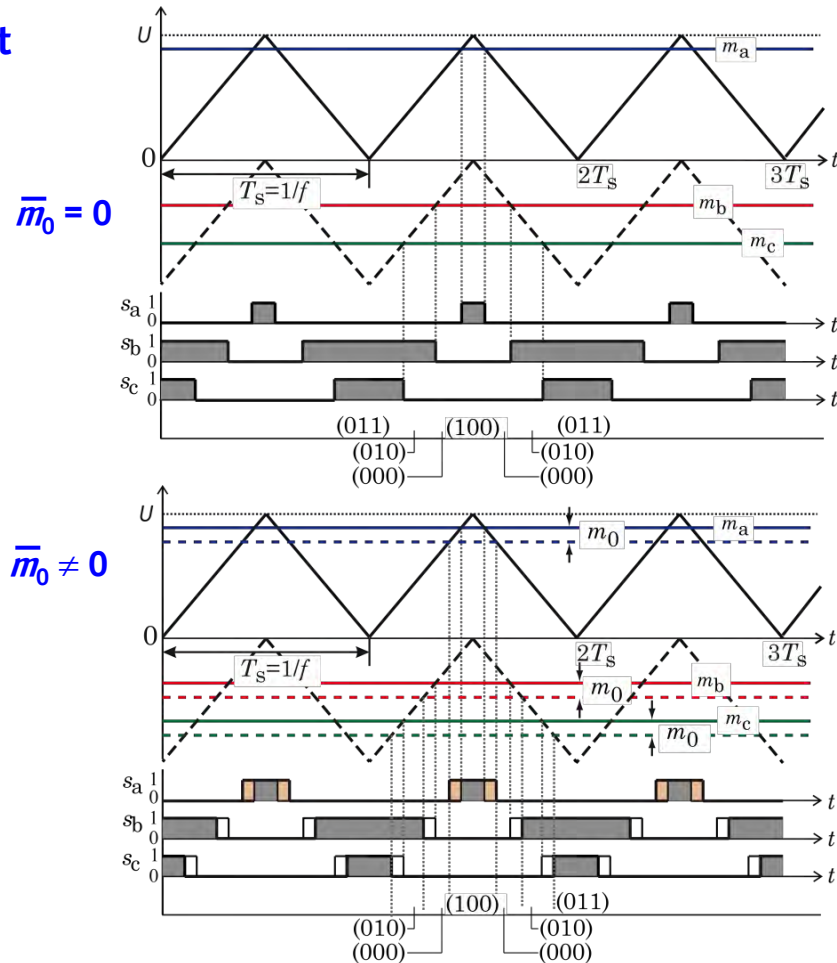 t
U
m_a
0
t
T_s=1/f
2T_s
3T_s
m̅_0 = 0
m_b
m_c
s_a 1
0
t
s_b 1
0
t
s_c 1
0
t
(011) (100) (011)
(010) (010)
(000) (000)
U
m_0
m_a
m̅_0 ≠ 0
0
t
T_s=1/f
2T_s
3T_s
m_0
m_b
m_c
m_0
s_a 1
0
t
s_b 1
0
t
s_c 1
0
t
(100) (011)
(010) (010)
(000) (000)